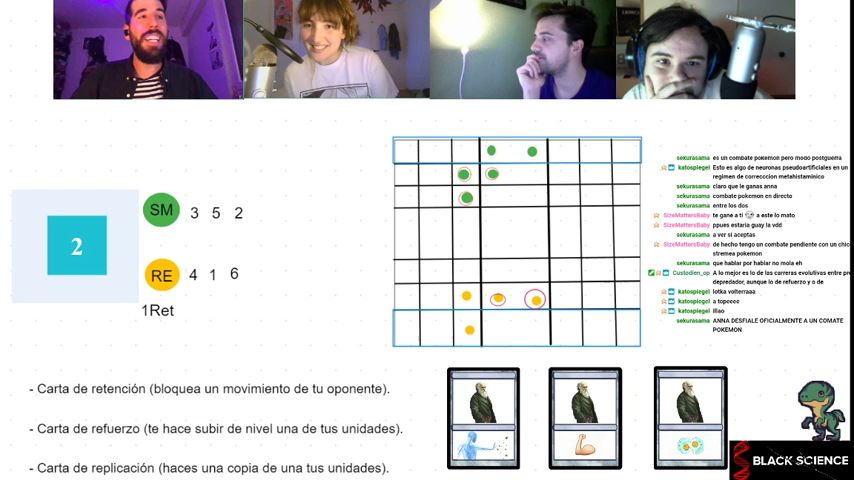 2
SM 3 5 2
RE 4 1 6
1Ret
sekurasama es un combate pokemon pero modo postguerra
katospiegel Esto es algo de neuronas pseudoartificiales en un
regimen de correccion metahistaminico
sekurasama claro que le ganas anna
sekurasama combate pokemon en directo
sekurasama entre los dos
SizeMattersBaby te gane a ti a este lo mato
SizeMattersBaby ppues estaria guay la vdd
sekurasama a ver si aceptas
SizeMattersBaby de hecho tengo un combate pendiente con un chic
stremea pokemon
sekurasama que hablar por hablar no mola eh
Custodien_op A lo mejor es lo de las carreras evolutivas entre pre
depredador, aunque lo de refuerzo y o de
katospiegel lotka volterraaa
katospiegel a topeeee
katospiegel illao
sekurasama ANNA DESFIALE OFICIALMENTE A UN COMATE
POKEMON
- Carta de retención (bloquea un movimiento de tu oponente).
- Carta de refuerzo (te hace subir de nivel una de tus unidades).
- Carta de replicación (haces una copia de una tus unidades).
BLACK SCIENCE